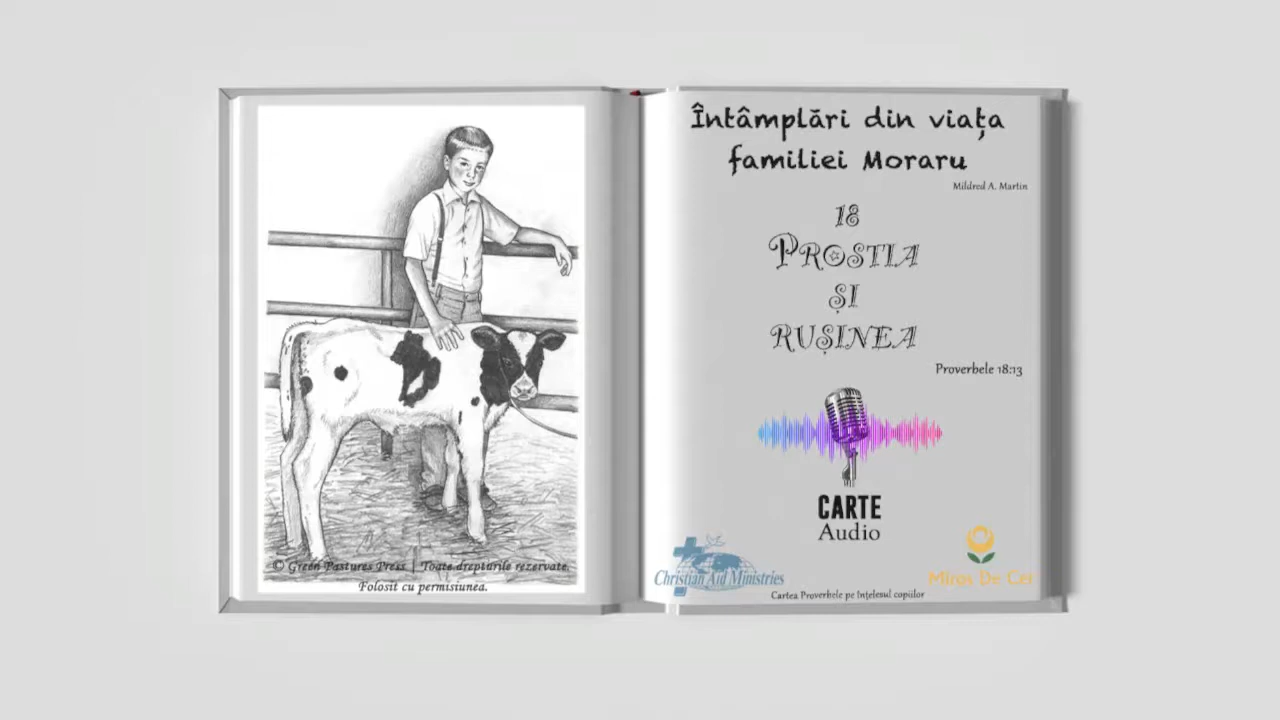 © Green Pastures Press | Toate drepturile rezervate.
Folosit cu permisiunea.
Întâmplări din viața
familiei Moraru
Mildred A. Martin
18
PROSTIA
ȘI
RUȘINEA
Proverbele 18:13
CARTE
Audio
Christian Aid Ministries
Miros De Cer
Cartea Proverbele pe înțelesul copiilor